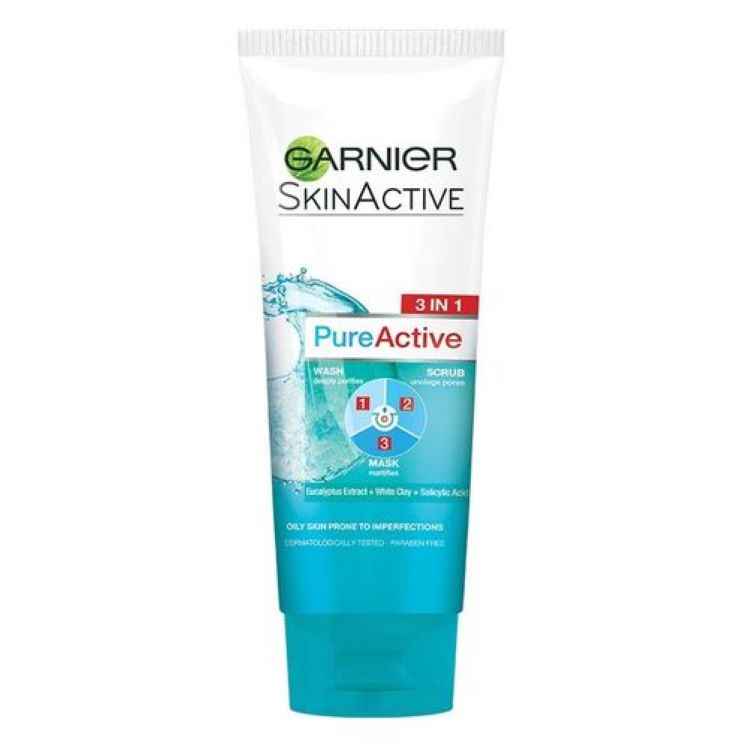 GARNIER
SKINACTIVE
3 IN 1
PureActive
WASH
deeply purifies
SCRUB
unclogs pores
1
2
3
MASK
mattifies
Eucalyptus Extract + White Clay + Salicylic Acid
OILY SKIN PRONE TO IMPERFECTIONS
DERMATOLOGICALLY TESTED - PARABEN FREE